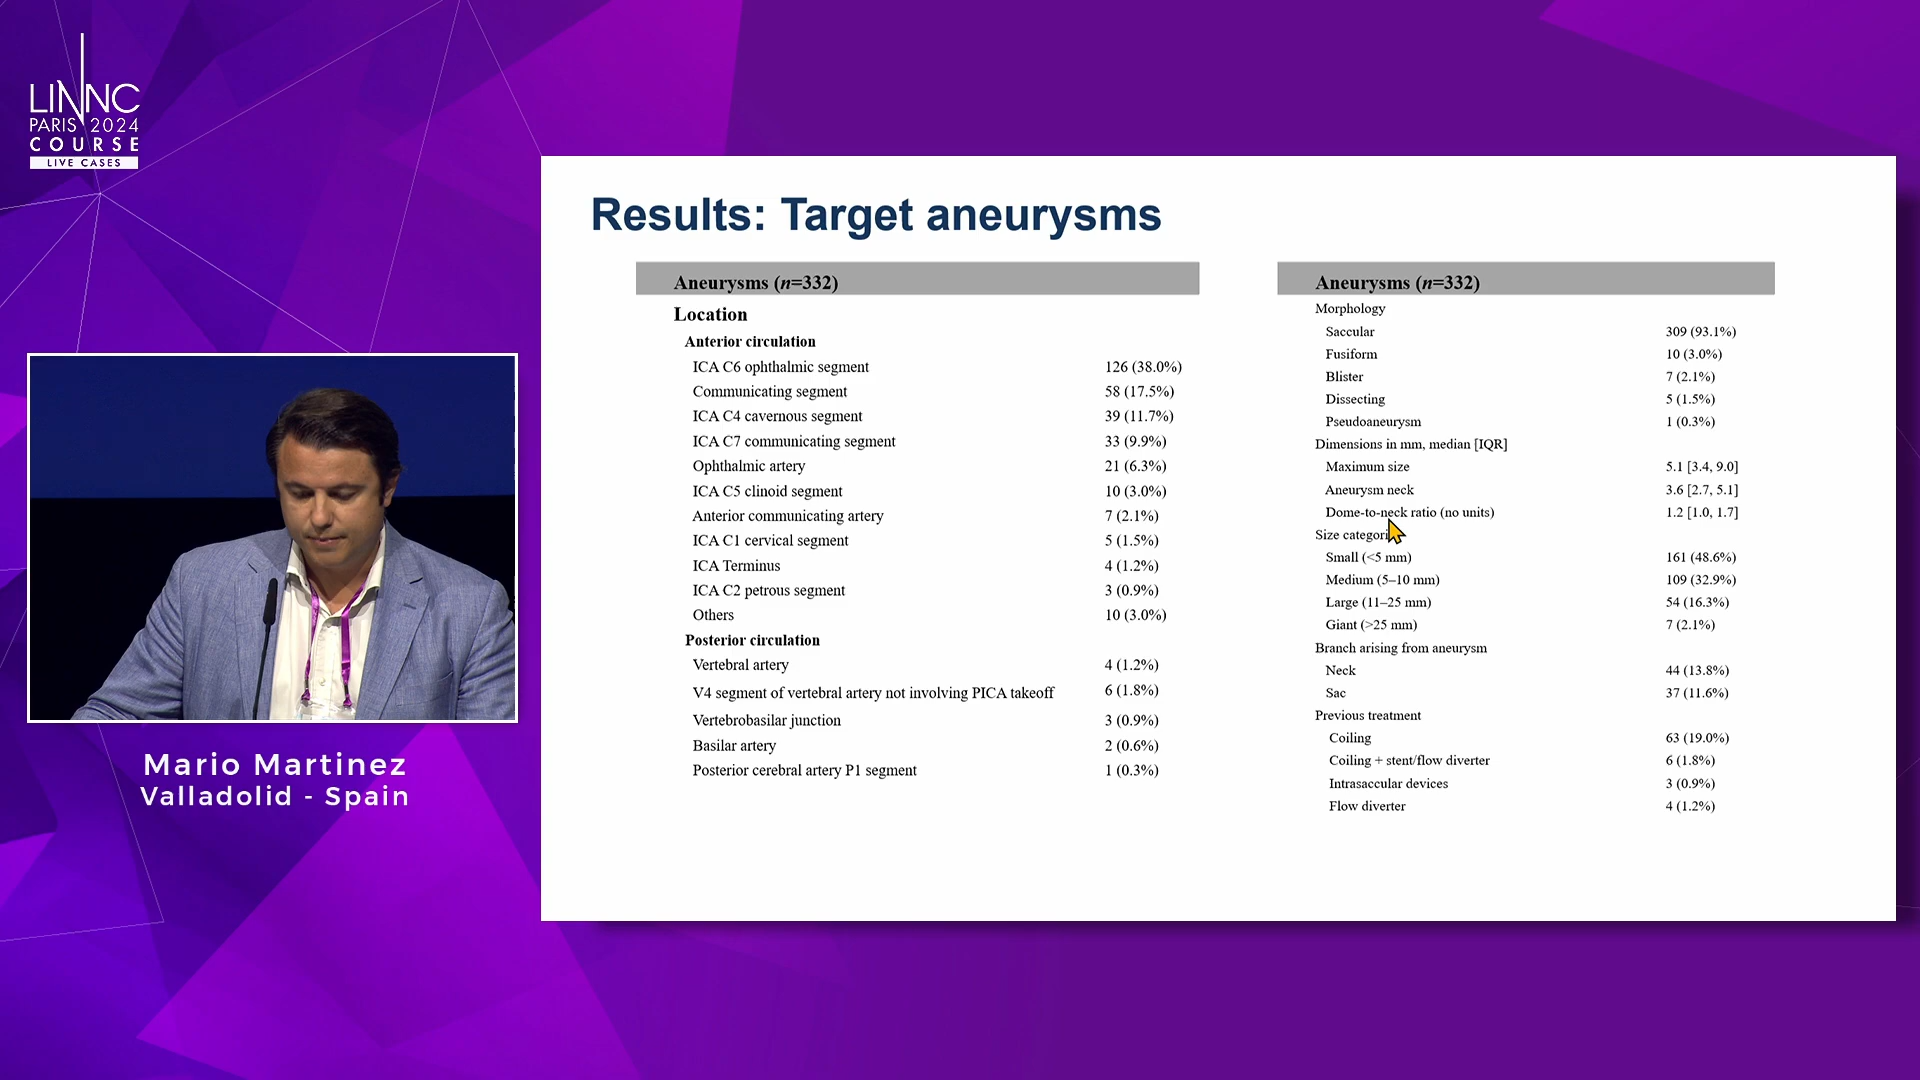 LINNC
PARIS 2024
COURSE
LIVE CASES
Results: Target aneurysms
Aneurysms (n=332)
Location
Anterior circulation
ICA C6 ophthalmic segment 126 (38.0%)
Communicating segment 58 (17.5%)
ICA C4 cavernous segment 39 (11.7%)
ICA C7 communicating segment 33 (9.9%)
Ophthalmic artery 21 (6.3%)
ICA C5 clinoid segment 10 (3.0%)
Anterior communicating artery 7 (2.1%)
ICA C1 cervical segment 5 (1.5%)
ICA Terminus 4 (1.2%)
ICA C2 petrous segment 3 (0.9%)
Others 10 (3.0%)
Posterior circulation
Vertebral artery 4 (1.2%)
V4 segment of vertebral artery not involving PICA takeoff 6 (1.8%)
Vertebrobasilar junction 3 (0.9%)
Basilar artery 2 (0.6%)
Posterior cerebral artery P1 segment 1 (0.3%)
Aneurysms (n=332)
Morphology
Saccular 309 (93.1%)
Fusiform 10 (3.0%)
Blister 7 (2.1%)
Dissecting 5 (1.5%)
Pseudoaneurysm 1 (0.3%)
Dimensions in mm, median [IQR]
Maximum size 5.1 [3.4, 9.0]
Aneurysm neck 3.6 [2.7, 5.1]
Dome-to-neck ratio (no units) 1.2 [1.0, 1.7]
Size categori
Small (<5 mm) 161 (48.6%)
Medium (5–10 mm) 109 (32.9%)
Large (11–25 mm) 54 (16.3%)
Giant (>25 mm) 7 (2.1%)
Branch arising from aneurysm
Neck 44 (13.8%)
Sac 37 (11.6%)
Previous treatment
Coiling 63 (19.0%)
Coiling + stent/flow diverter 6 (1.8%)
Intrasaccular devices 3 (0.9%)
Flow diverter 4 (1.2%)
Mario Martinez
Valladolid - Spain